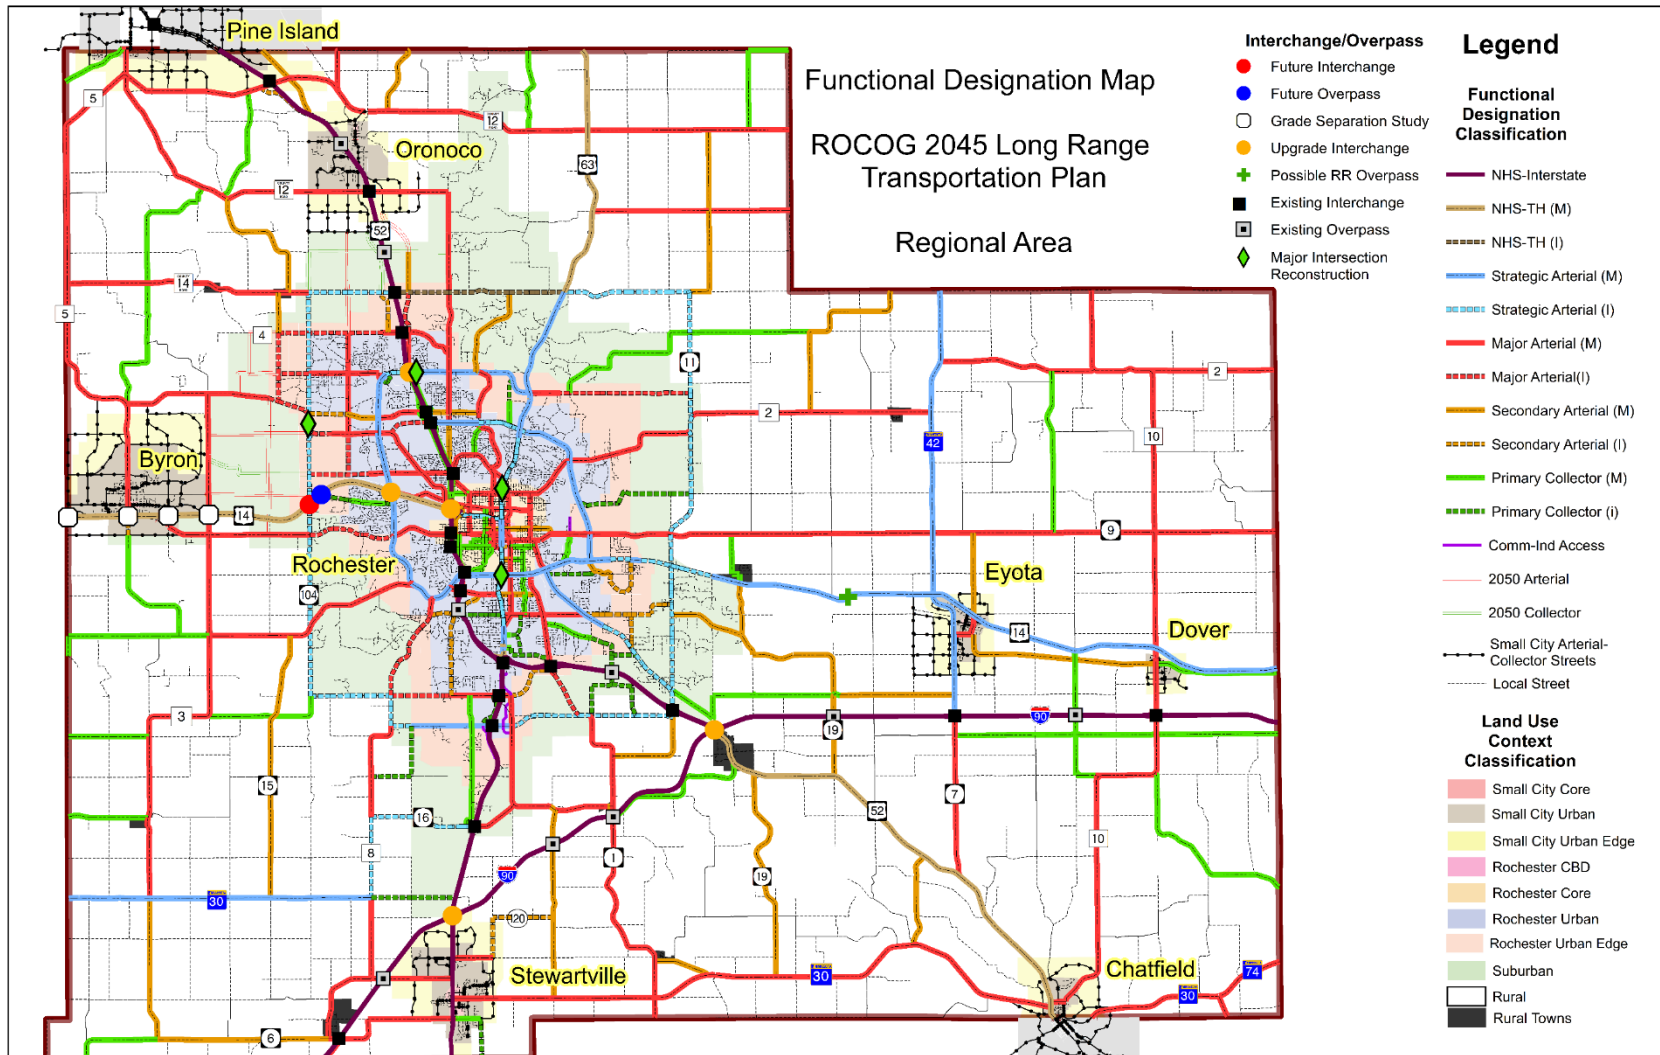 Functional Designation Map
ROCOG 2045 Long Range
Transportation Plan
Regional Area
Interchange/Overpass
Future Interchange
Future Overpass
Grade Separation Study
Upgrade Interchange
Possible RR Overpass
Existing Interchange
Existing Overpass
Major Intersection
Reconstruction
Legend
Functional
Designation
Classification
NHS-Interstate
NHS-TH (M)
NHS-TH (I)
Strategic Arterial (M)
Strategic Arterial (I)
Major Arterial (M)
Major Arterial(I)
Secondary Arterial (M)
Secondary Arterial (I)
Primary Collector (M)
Primary Collector (i)
Comm-Ind Access
2050 Arterial
2050 Collector
Small City Arterial-
Collector Streets
Local Street
Land Use
Context
Classification
Small City Core
Small City Urban
Small City Urban Edge
Rochester CBD
Rochester Core
Rochester Urban
Rochester Urban Edge
Suburban
Rural
Rural Towns
Pine Island
5
12
Oronoco
63
12
52
14
5
4
11
2
2
42
10
Byron
14
9
Rochester
104
Eyota
14
Dover
3
90
19
15
16
7
52
8
1
10
90
19
30
120
Stewartville
30
Chatfield
74
30
6